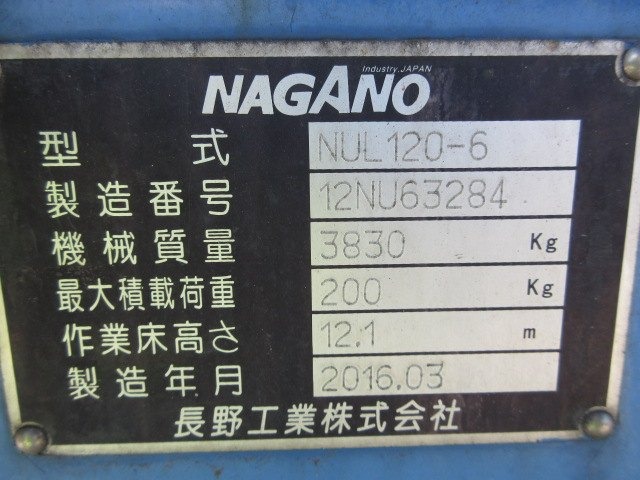 Industry.JAPAN
NAGANO
型式 NUL120-6
製造番号 12NU63284
機械質量 3830 Kg
最大積載荷重 200 Kg
作業床高さ 12.1 m
製造年月 2016.03
長野工業株式会社